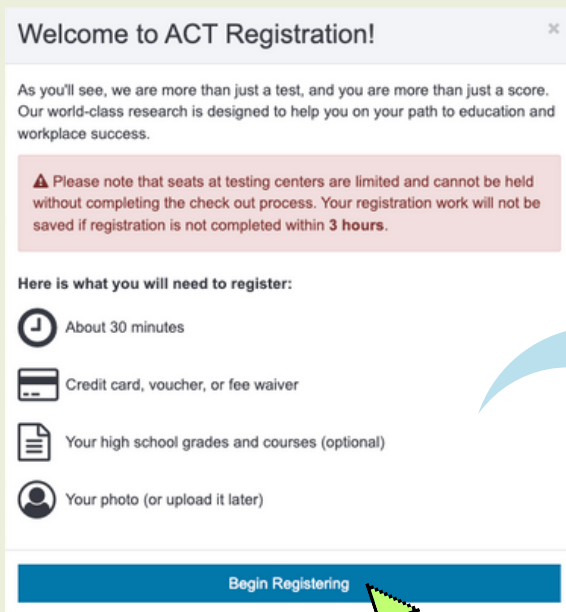 Welcome to ACT Registration!
×
As you'll see, we are more than just a test, and you are more than just a score.
Our world-class research is designed to help you on your path to education and
workplace success.
Please note that seats at testing centers are limited and cannot be held
without completing the check out process. Your registration work will not be
saved if registration is not completed within 3 hours.
Here is what you will need to register:
About 30 minutes
Credit card, voucher, or fee waiver
Your high school grades and courses (optional)
Your photo (or upload it later)
Begin Registering